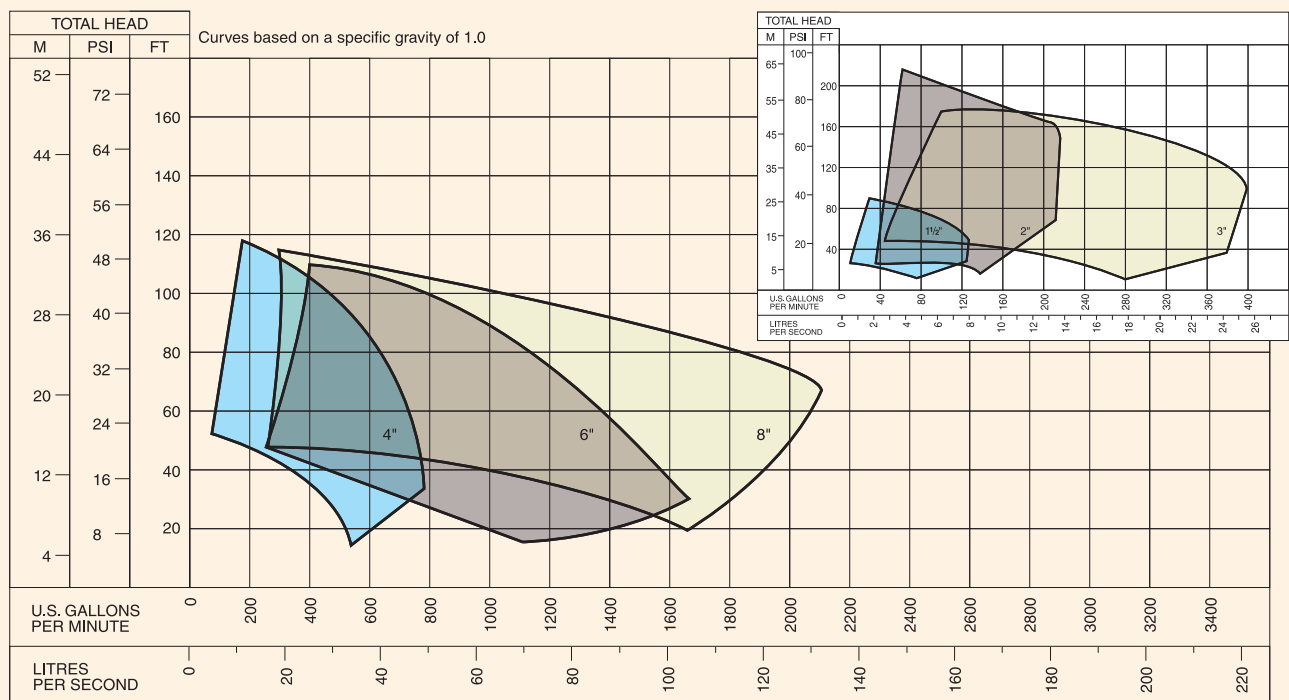 TOTAL HEAD
M PSI FT
Curves based on a specific gravity of 1.0
52
72
160
64
44
140
56
36
120
48
100
28
40
80
32
20
60
24
40
12
16
20
8
4
4" 6" 8"
U.S. GALLONS
PER MINUTE
0 200 400 600 800 1000 1200 1400 1600 1800 2000 2200 2400 2600 2800 3000 3200 3400
LITRES
PER SECOND
0 20 40 60 80 100 120 140 160 180 200 220
TOTAL HEAD
M PSI FT
100
65
200
55
80
160
45
60
35
120
40
25
80
15
20
40
5
1½" 2" 3"
U.S. GALLONS
PER MINUTE
0 40 80 120 160 200 240 280 320 360 400
LITRES
PER SECOND
0 2 4 6 8 10 12 14 16 18 20 22 24 26